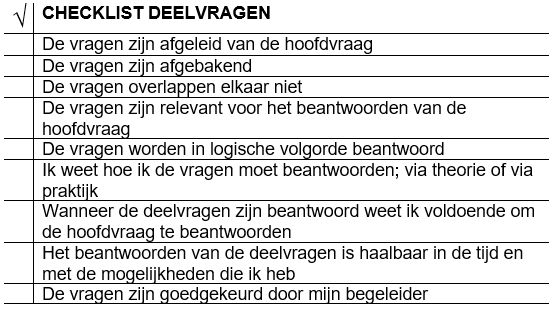 √ CHECKLIST DEELVRAGEN
De vragen zijn afgeleid van de hoofdvraag
De vragen zijn afgebakend
De vragen overlappen elkaar niet
De vragen zijn relevant voor het beantwoorden van de
hoofdvraag
De vragen worden in logische volgorde beantwoord
Ik weet hoe ik de vragen moet beantwoorden; via theorie of via
praktijk
Wanneer de deelvragen zijn beantwoord weet ik voldoende om
de hoofdvraag te beantwoorden
Het beantwoorden van de deelvragen is haalbaar in de tijd en
met de mogelijkheden die ik heb
De vragen zijn goedgekeurd door mijn begeleider